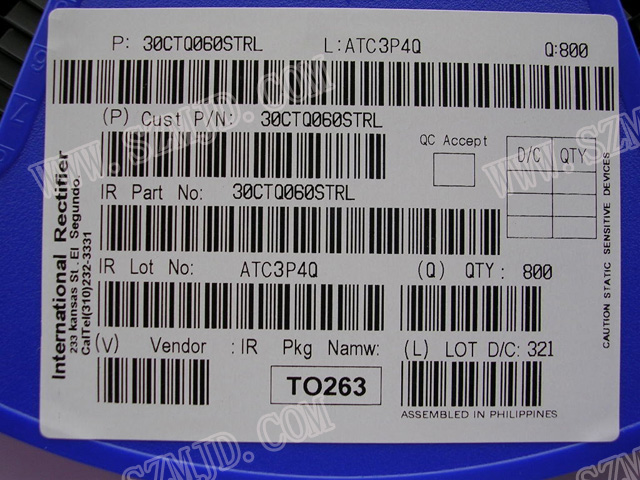 P: 30CTQ060STRL L:ATC3P4Q Q:800
(P) Cust P/N: 30CTQ060STRL
QC Accept
D/C QTY
IR Part No: 30CTQ060STRL
IR Lot No: ATC3P4Q (Q) QTY: 800
(V) Vendor :IR Pkg Namw: (L) LOT D/C: 321
TO263
ASSEMBLED IN PHILIPPINES
International Rectifier
233 kansas St. El Segundo.
CalTel(310)232-3331
CAUTION STATIC SENSITIVE DEVICES
WWW.SZMJD.COM
WWW.SZM
SZMJD.COM